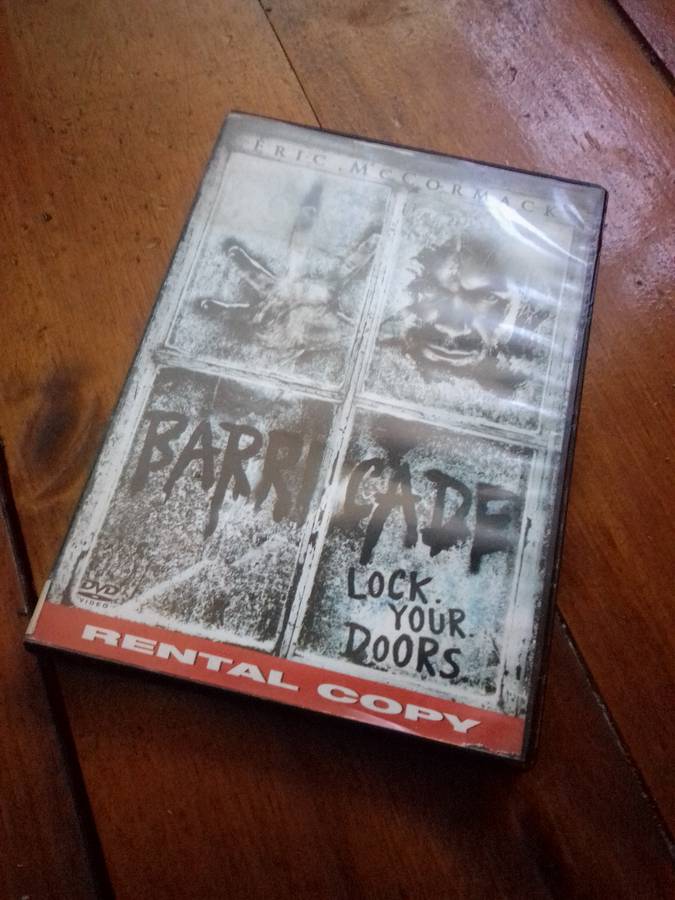 ERIC MCCORMACK
BARRICADE
LOCK.
YOUR.
DOORS
DVD
VIDEO
RENTAL COPY